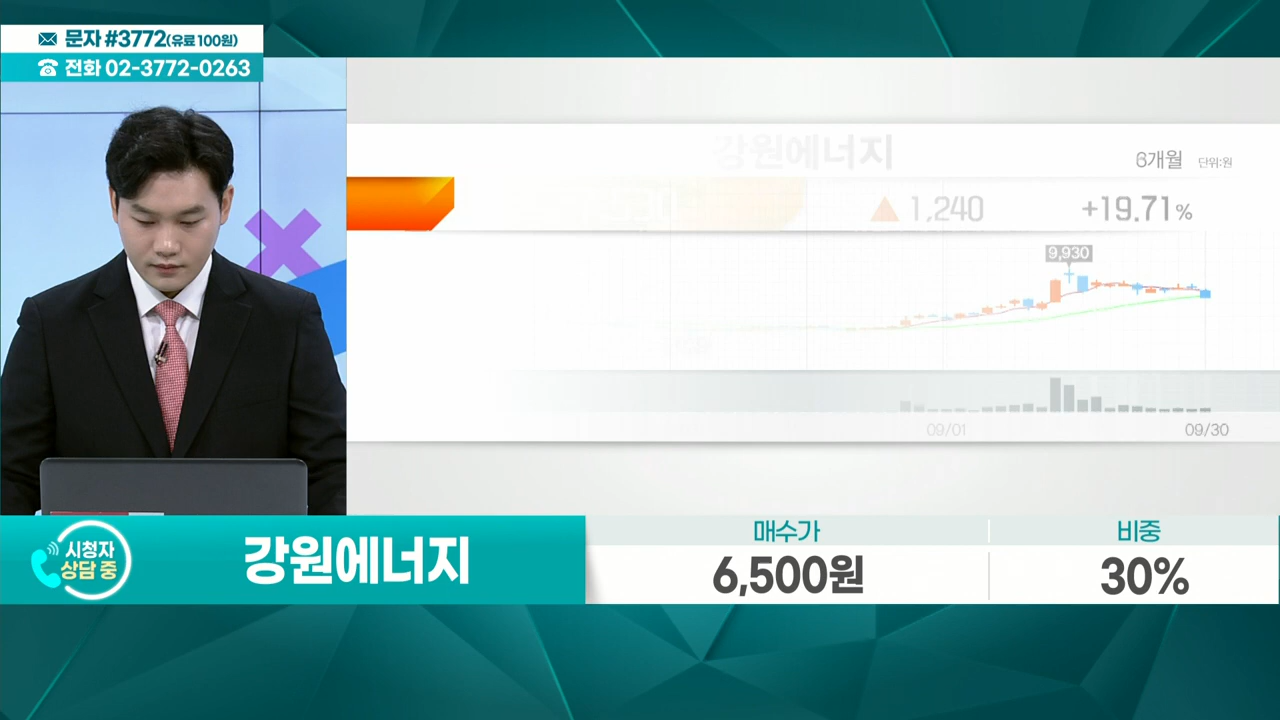 문자 #3772(유료 100원)
전화 02-3772-0263
강원에너지
6개월 단위:원
▲ 1,240 +19.71%
9,930
09/01 09/30
시청자
상담 중
강원에너지
매수가 비중
6,500원 30%